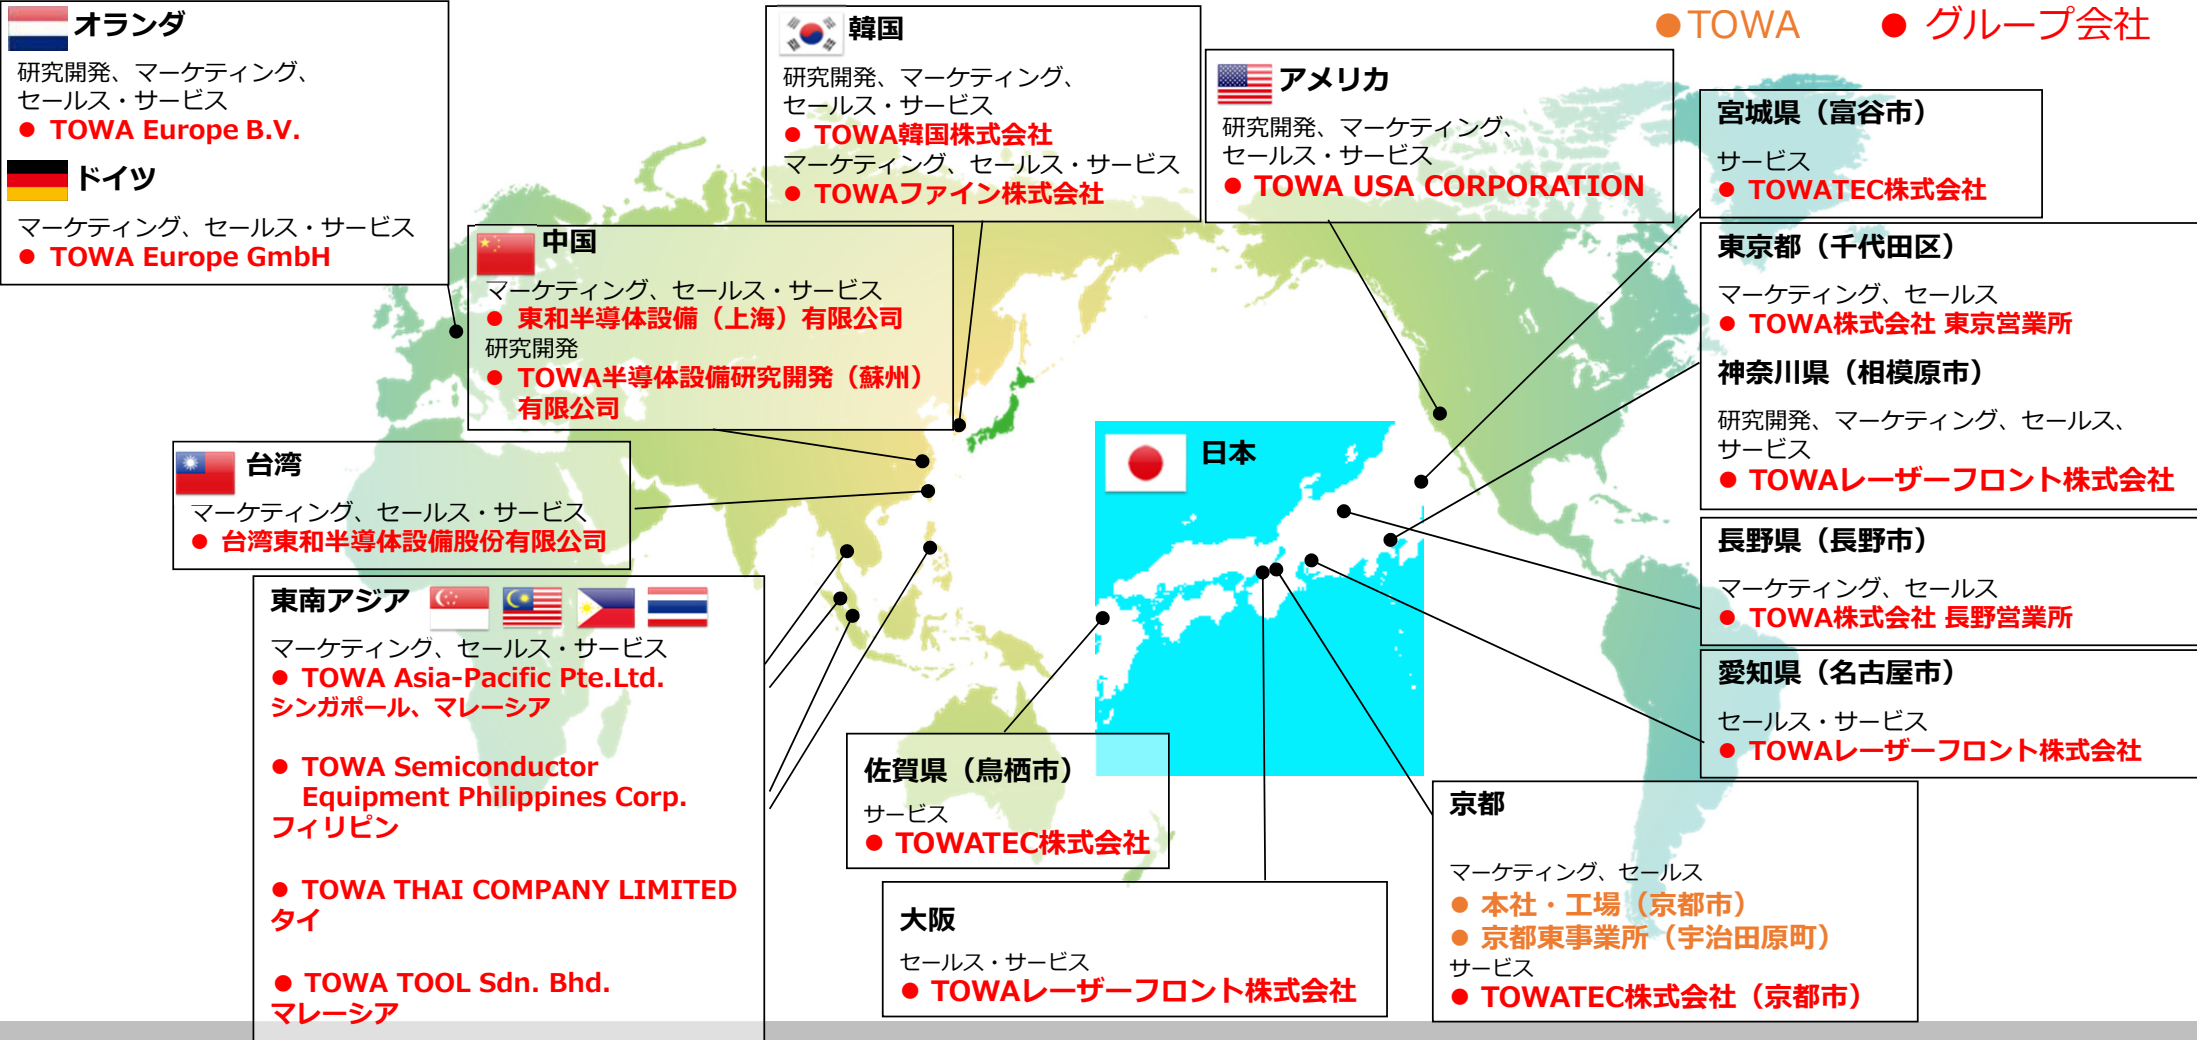 ●TOWA ● グループ会社
オランダ
研究開発、マーケティング、
セールス・サービス
● TOWA Europe B.V.
ドイツ
マーケティング、セールス・サービス
● TOWA Europe GmbH
韓国
研究開発、マーケティング、
セールス・サービス
● TOWA韓国株式会社
マーケティング、セールス・サービス
● TOWAファイン株式会社
アメリカ
研究開発、マーケティング、
セールス・サービス
● TOWA USA CORPORATION
中国
マーケティング、セールス・サービス
● 東和半導体設備（上海）有限公司
研究開発
● TOWA半導体設備研究開発（蘇州）
有限公司
台湾
マーケティング、セールス・サービス
● 台湾東和半導体設備股份有限公司
東南アジア
マーケティング、セールス・サービス
● TOWA Asia-Pacific Pte.Ltd.
シンガポール、マレーシア
● TOWA Semiconductor
Equipment Philippines Corp.
フィリピン
● TOWA THAI COMPANY LIMITED
タイ
● TOWA TOOL Sdn. Bhd.
マレーシア
日本
宮城県（富谷市）
サービス
● TOWATEC株式会社
東京都（千代田区）
マーケティング、セールス
● TOWA株式会社 東京営業所
神奈川県（相模原市）
研究開発、マーケティング、セールス、
サービス
● TOWAレーザーフロント株式会社
長野県（長野市）
マーケティング、セールス
● TOWA株式会社 長野営業所
愛知県（名古屋市）
セールス・サービス
● TOWAレーザーフロント株式会社
佐賀県（鳥栖市）
サービス
● TOWATEC株式会社
大阪
セールス・サービス
● TOWAレーザーフロント株式会社
京都
マーケティング、セールス
● 本社・工場（京都市）
● 京都東事業所（宇治田原町）
サービス
● TOWATEC株式会社（京都市）